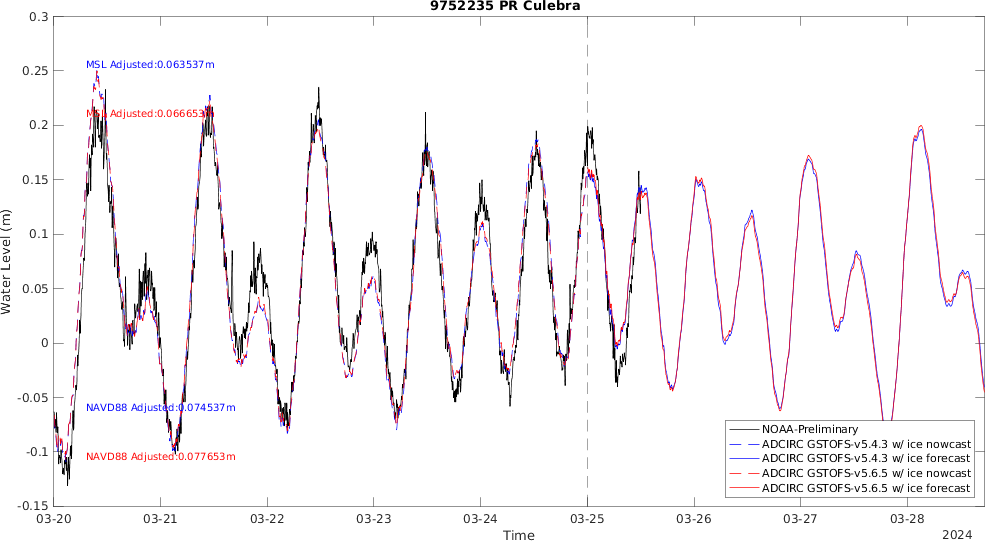 9752235 PR Culebra
0.3
0.25
0.2
0.15
0.1
0.05
0
-0.05
-0.1
-0.15
Water Level (m)
MSL Adjusted:0.063537m
MSL Adjusted:0.066653m
NAVD88 Adjusted:0.074537m
NAVD88 Adjusted:0.077653m
NOAA-Preliminary
ADCIRC GSTOFS-v5.4.3 w/ ice nowcast
ADCIRC GSTOFS-v5.4.3 w/ ice forecast
ADCIRC GSTOFS-v5.6.5 w/ ice nowcast
ADCIRC GSTOFS-v5.6.5 w/ ice forecast
03-20 03-21 03-22 03-23 03-24 03-25 03-26 03-27 03-28
Time
2024